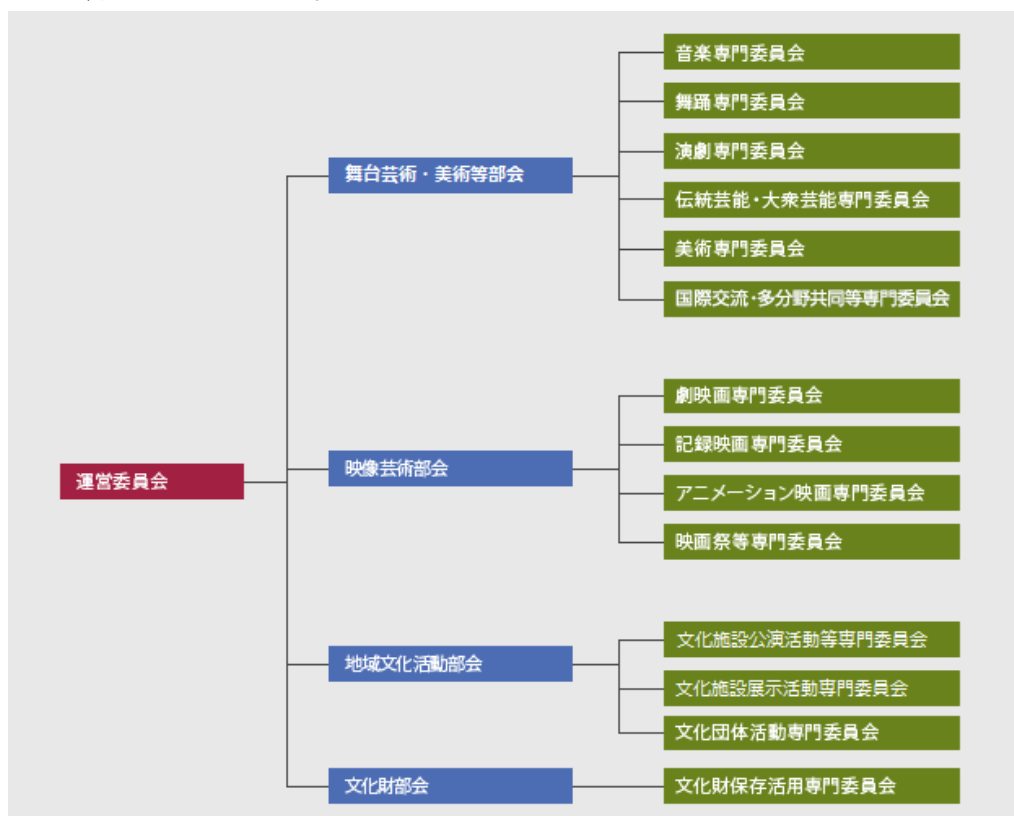 運営委員会
舞台芸術・美術等部会
音楽専門委員会
舞踊専門委員会
演劇専門委員会
伝統芸能・大衆芸能専門委員会
美術専門委員会
国際交流・多分野共同等専門委員会
映像芸術部会
劇映画専門委員会
記録映画専門委員会
アニメーション映画専門委員会
映画祭等専門委員会
地域文化活動部会
文化施設公演活動等専門委員会
文化施設展示活動専門委員会
文化団体活動専門委員会
文化財部会
文化財保存活用専門委員会